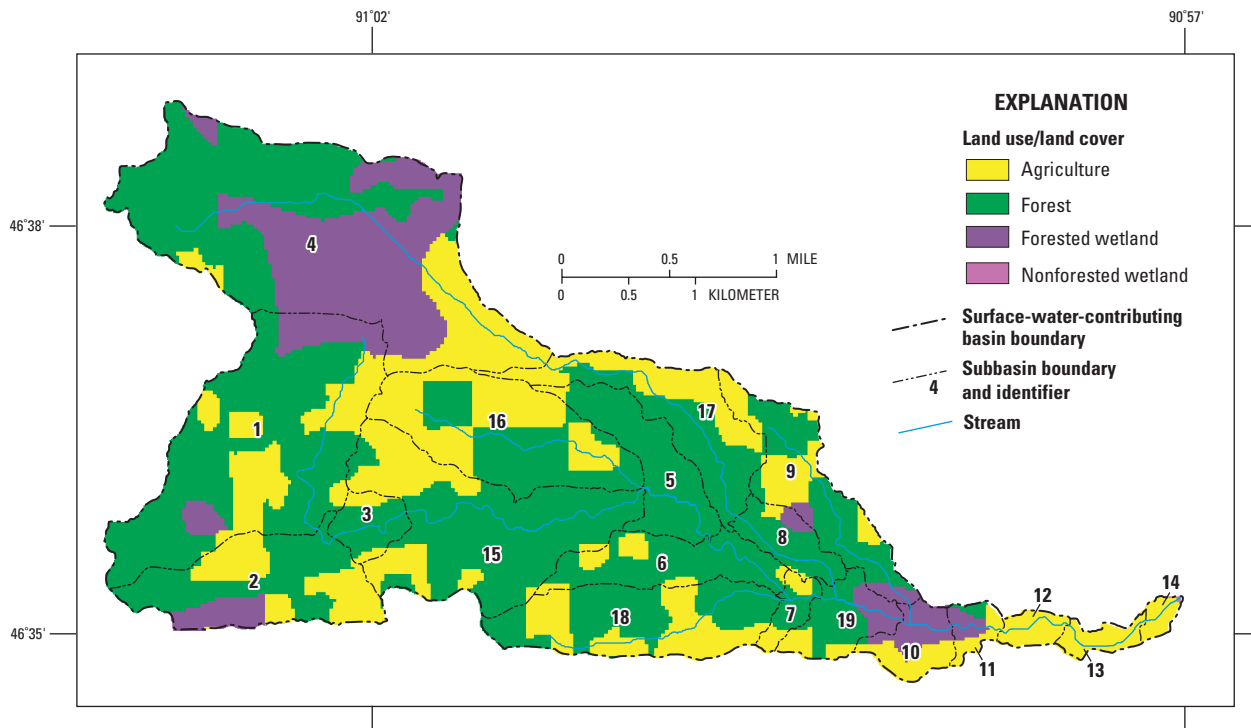 91°02'
90°57'
EXPLANATION
Land use/land cover
Agriculture
Forest
Forested wetland
Nonforested wetland
Surface-water-contributing
basin boundary
4
Subbasin boundary
and identifier
Stream
46°38'
46°35'
0
0.5
1 MILE
0
0.5
1 KILOMETER
4
1
16
17
5
9
3
8
15
6
2
18
7
19
10
11
12
13
14